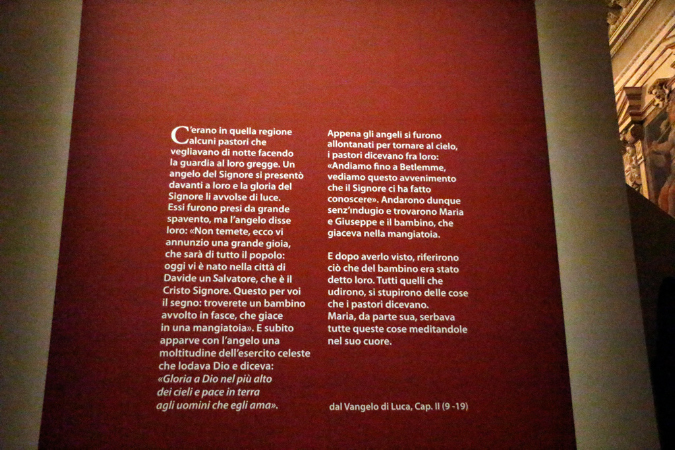 C'erano in quella regione
alcuni pastori che
vegliavano di notte facendo
la guardia al loro gregge. Un
angelo del Signore si presentò
davanti a loro e la gloria del
Signore li avvolse di luce.
Essi furono presi da grande
spavento, ma l'angelo disse
loro: «Non temete, ecco vi
annunzio una grande gioia,
che sarà di tutto il popolo:
oggi vi è nato nella città di
Davide un Salvatore, che è il
Cristo Signore. Questo per voi
il segno: troverete un bambino
avvolto in fasce, che giace
in una mangiatoia». E subito
apparve con l'angelo una
moltitudine dell'esercito celeste
che lodava Dio e diceva:
«Gloria a Dio nel più alto
dei cieli e pace in terra
agli uomini che egli ama».
Appena gli angeli si furono
allontanati per tornare al cielo,
i pastori dicevano fra loro:
«Andiamo fino a Betlemme,
vediamo questo avvenimento
che il Signore ci ha fatto
conoscere». Andarono dunque
senz'indugio e trovarono Maria
e Giuseppe e il bambino, che
giaceva nella mangiatoia.
E dopo averlo visto, riferirono
ciò che del bambino era stato
detto loro. Tutti quelli che
udirono, si stupirono delle cose
che i pastori dicevano.
Maria, da parte sua, serbava
tutte queste cose meditandole
nel suo cuore.
dal Vangelo di Luca, Cap. II (9 -19)